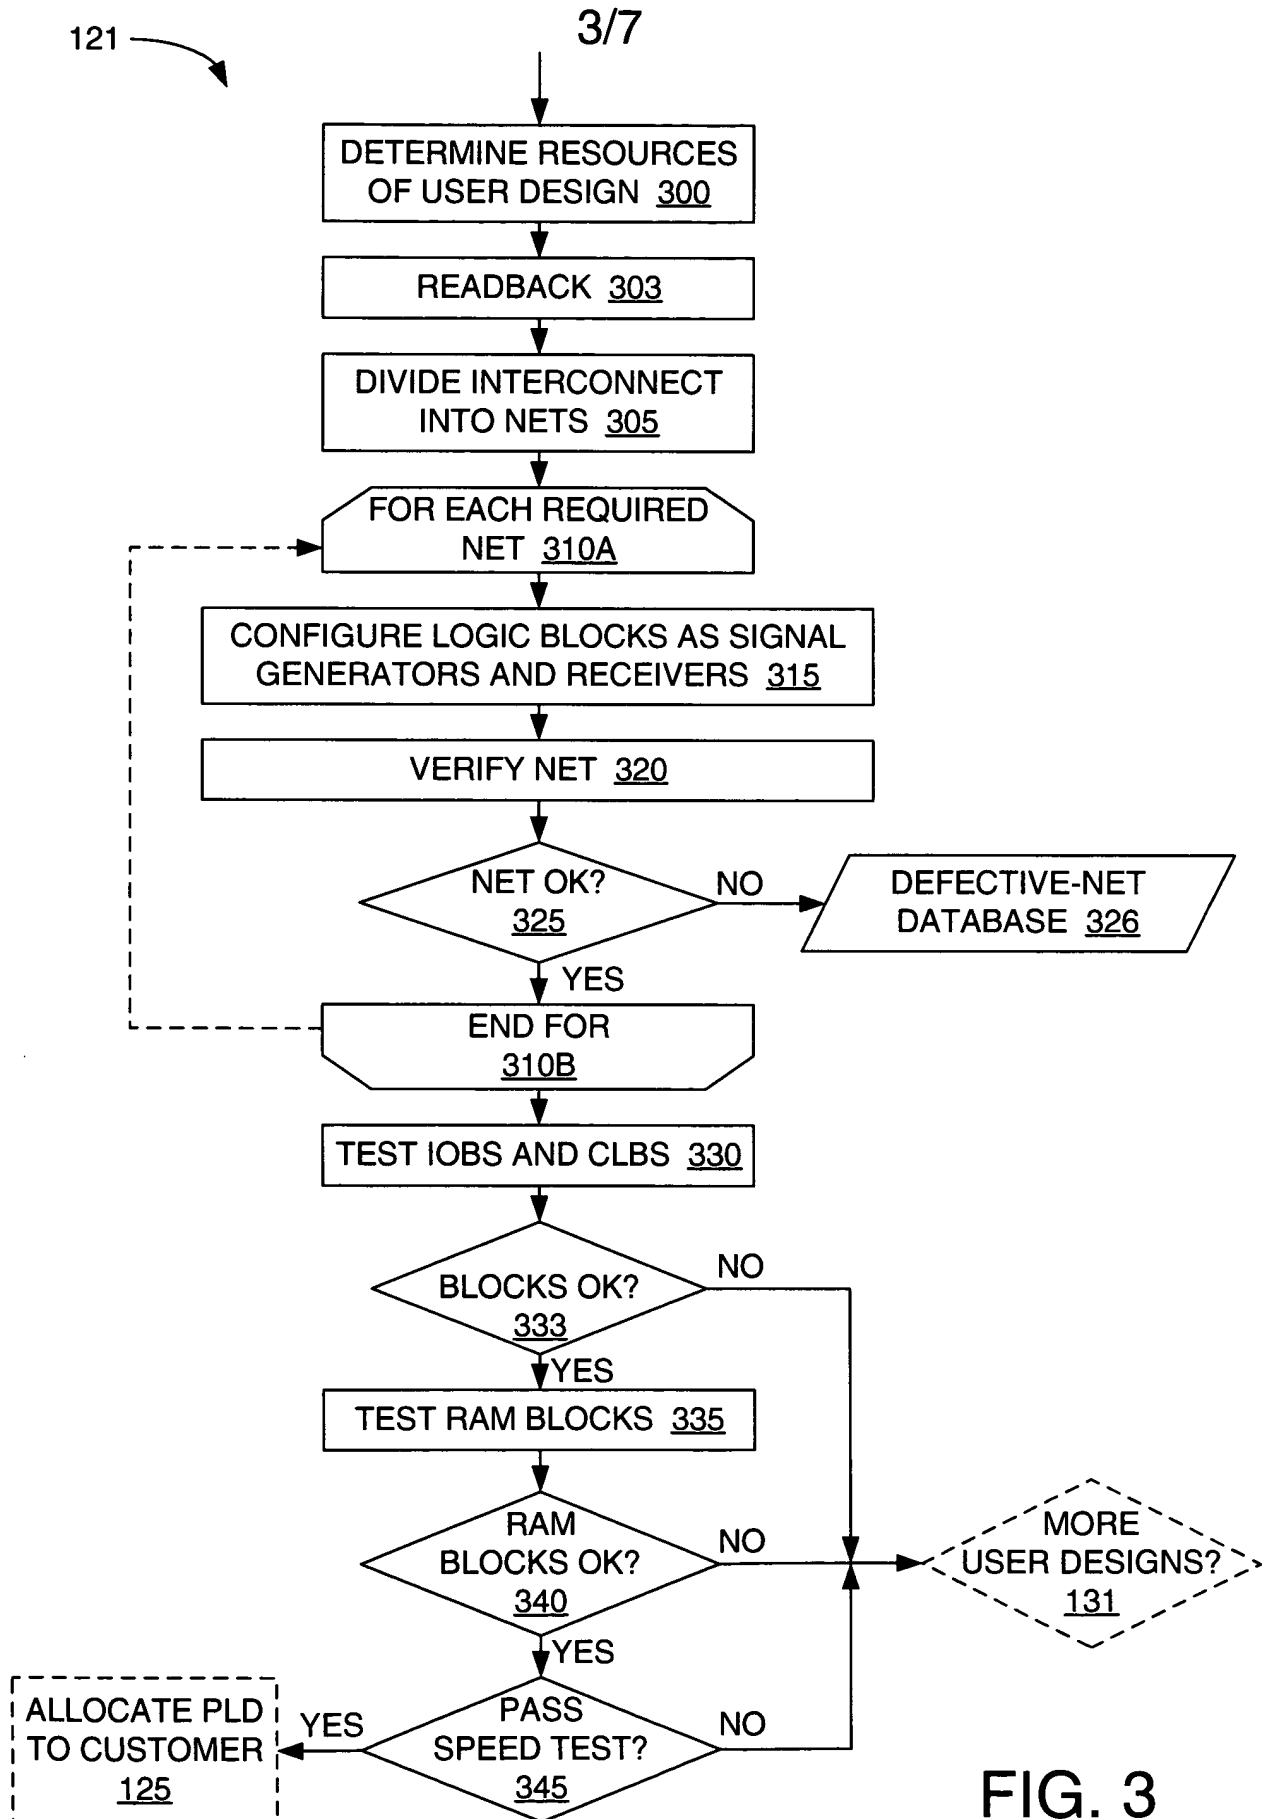 3/7
121
DETERMINE RESOURCES
OF USER DESIGN 300
READBACK 303
DIVIDE INTERCONNECT
INTO NETS 305
FOR EACH REQUIRED
NET 310A
CONFIGURE LOGIC BLOCKS AS SIGNAL
GENERATORS AND RECEIVERS 315
VERIFY NET 320
NET OK?
325
NO
DEFECTIVE-NET
DATABASE 326
YES
END FOR
310B
TEST IOBS AND CLBS 330
BLOCKS OK?
333
NO
YES
TEST RAM BLOCKS 335
RAM
BLOCKS OK?
340
NO
MORE
USER DESIGNS?
131
YES
PASS
SPEED TEST?
345
NO
YES
ALLOCATE PLD
TO CUSTOMER
125
FIG. 3